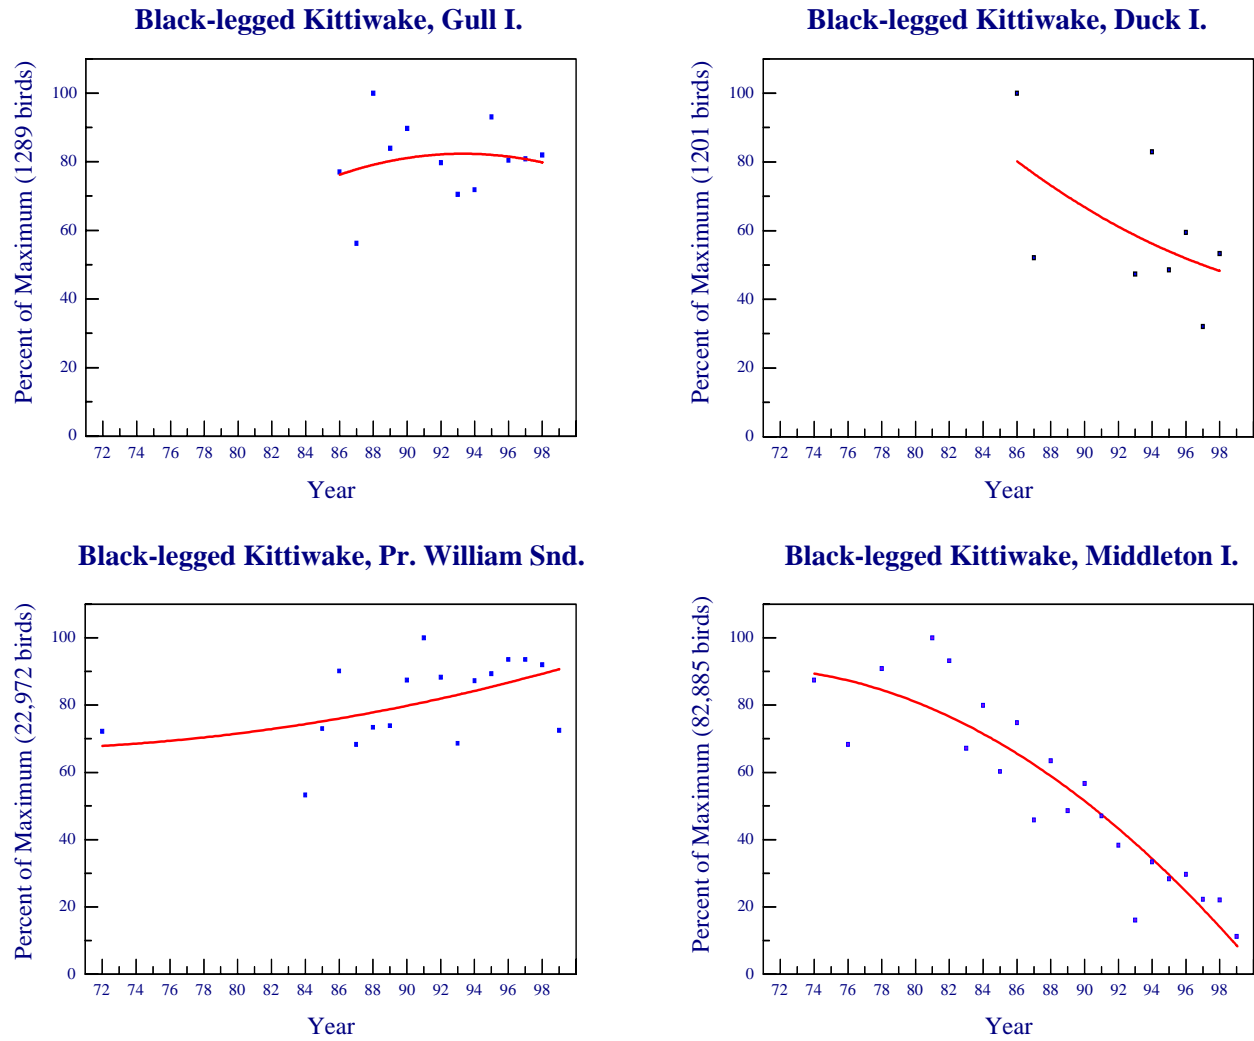 Black-legged Kittiwake, Gull I.
Percent of Maximum (1289 birds)
100
80
60
40
20
0
72 74 76 78 80 82 84 86 88 90 92 94 96 98
Year
Black-legged Kittiwake, Duck I.
Percent of Maximum (1201 birds)
100
80
60
40
20
0
72 74 76 78 80 82 84 86 88 90 92 94 96 98
Year
Black-legged Kittiwake, Pr. William Snd.
Percent of Maximum (22,972 birds)
100
80
60
40
20
0
72 74 76 78 80 82 84 86 88 90 92 94 96 98
Year
Black-legged Kittiwake, Middleton I.
Percent of Maximum (82,885 birds)
100
80
60
40
20
0
72 74 76 78 80 82 84 86 88 90 92 94 96 98
Year